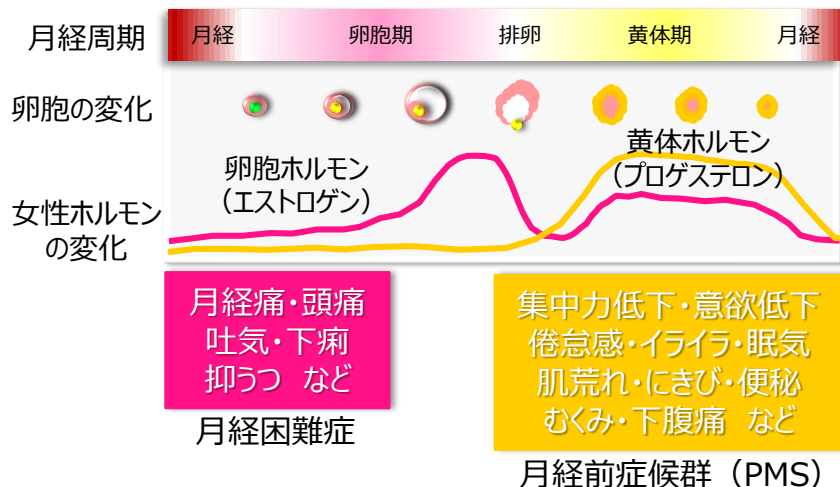 月経周期
月経 卵胞期 排卵 黄体期 月経
卵胞の変化
卵胞ホルモン
（エストロゲン）
黄体ホルモン
（プロゲステロン）
女性ホルモン
の変化
月経痛・頭痛
吐気・下痢
抑うつ など
月経困難症
集中力低下・意欲低下
倦怠感・イライラ・眠気
肌荒れ・にきび・便秘
むくみ・下腹痛 など
月経前症候群（PMS）